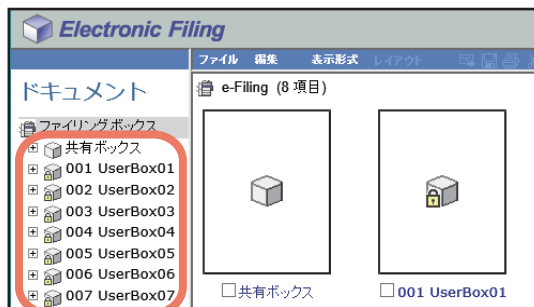 Electronic Filing
ファイル 編集 表示形式 レイアウト
ドキュメント
e-Filing (8 項目)
ファイリングボックス
共有ボックス
001 UserBox01
002 UserBox02
003 UserBox03
004 UserBox04
005 UserBox05
006 UserBox06
007 UserBox07
共有ボックス
001 UserBox01